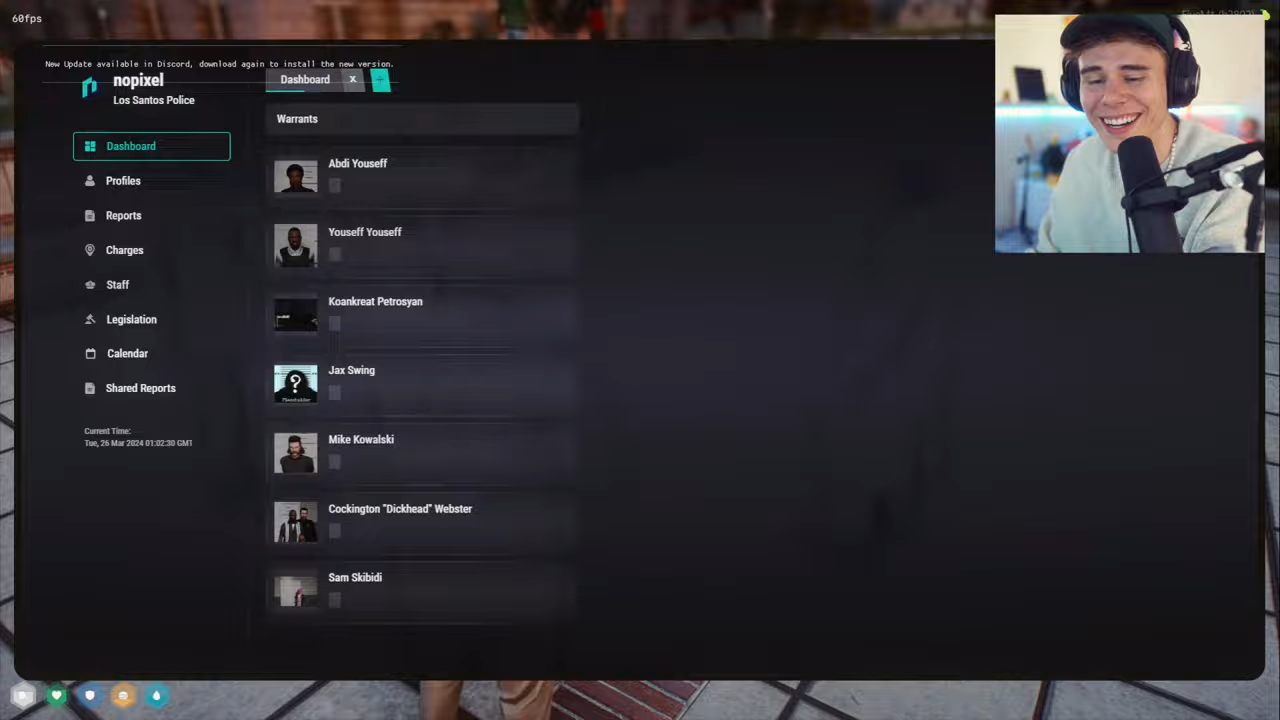 60fps
New Update available in Discord, download again to install the new version.
nopixel
Los Santos Police
Dashboard x +
Warrants
Dashboard
Profiles
Reports
Charges
Staff
Legislation
Calendar
Shared Reports
Current Time:
Tue, 26 Mar 2024 01:02:30 GMT
Abdi Youseff
Youseff Youseff
Koankreat Petrosyan
Jax Swing
Mike Kowalski
Cockington "Dickhead" Webster
Sam Skibidi